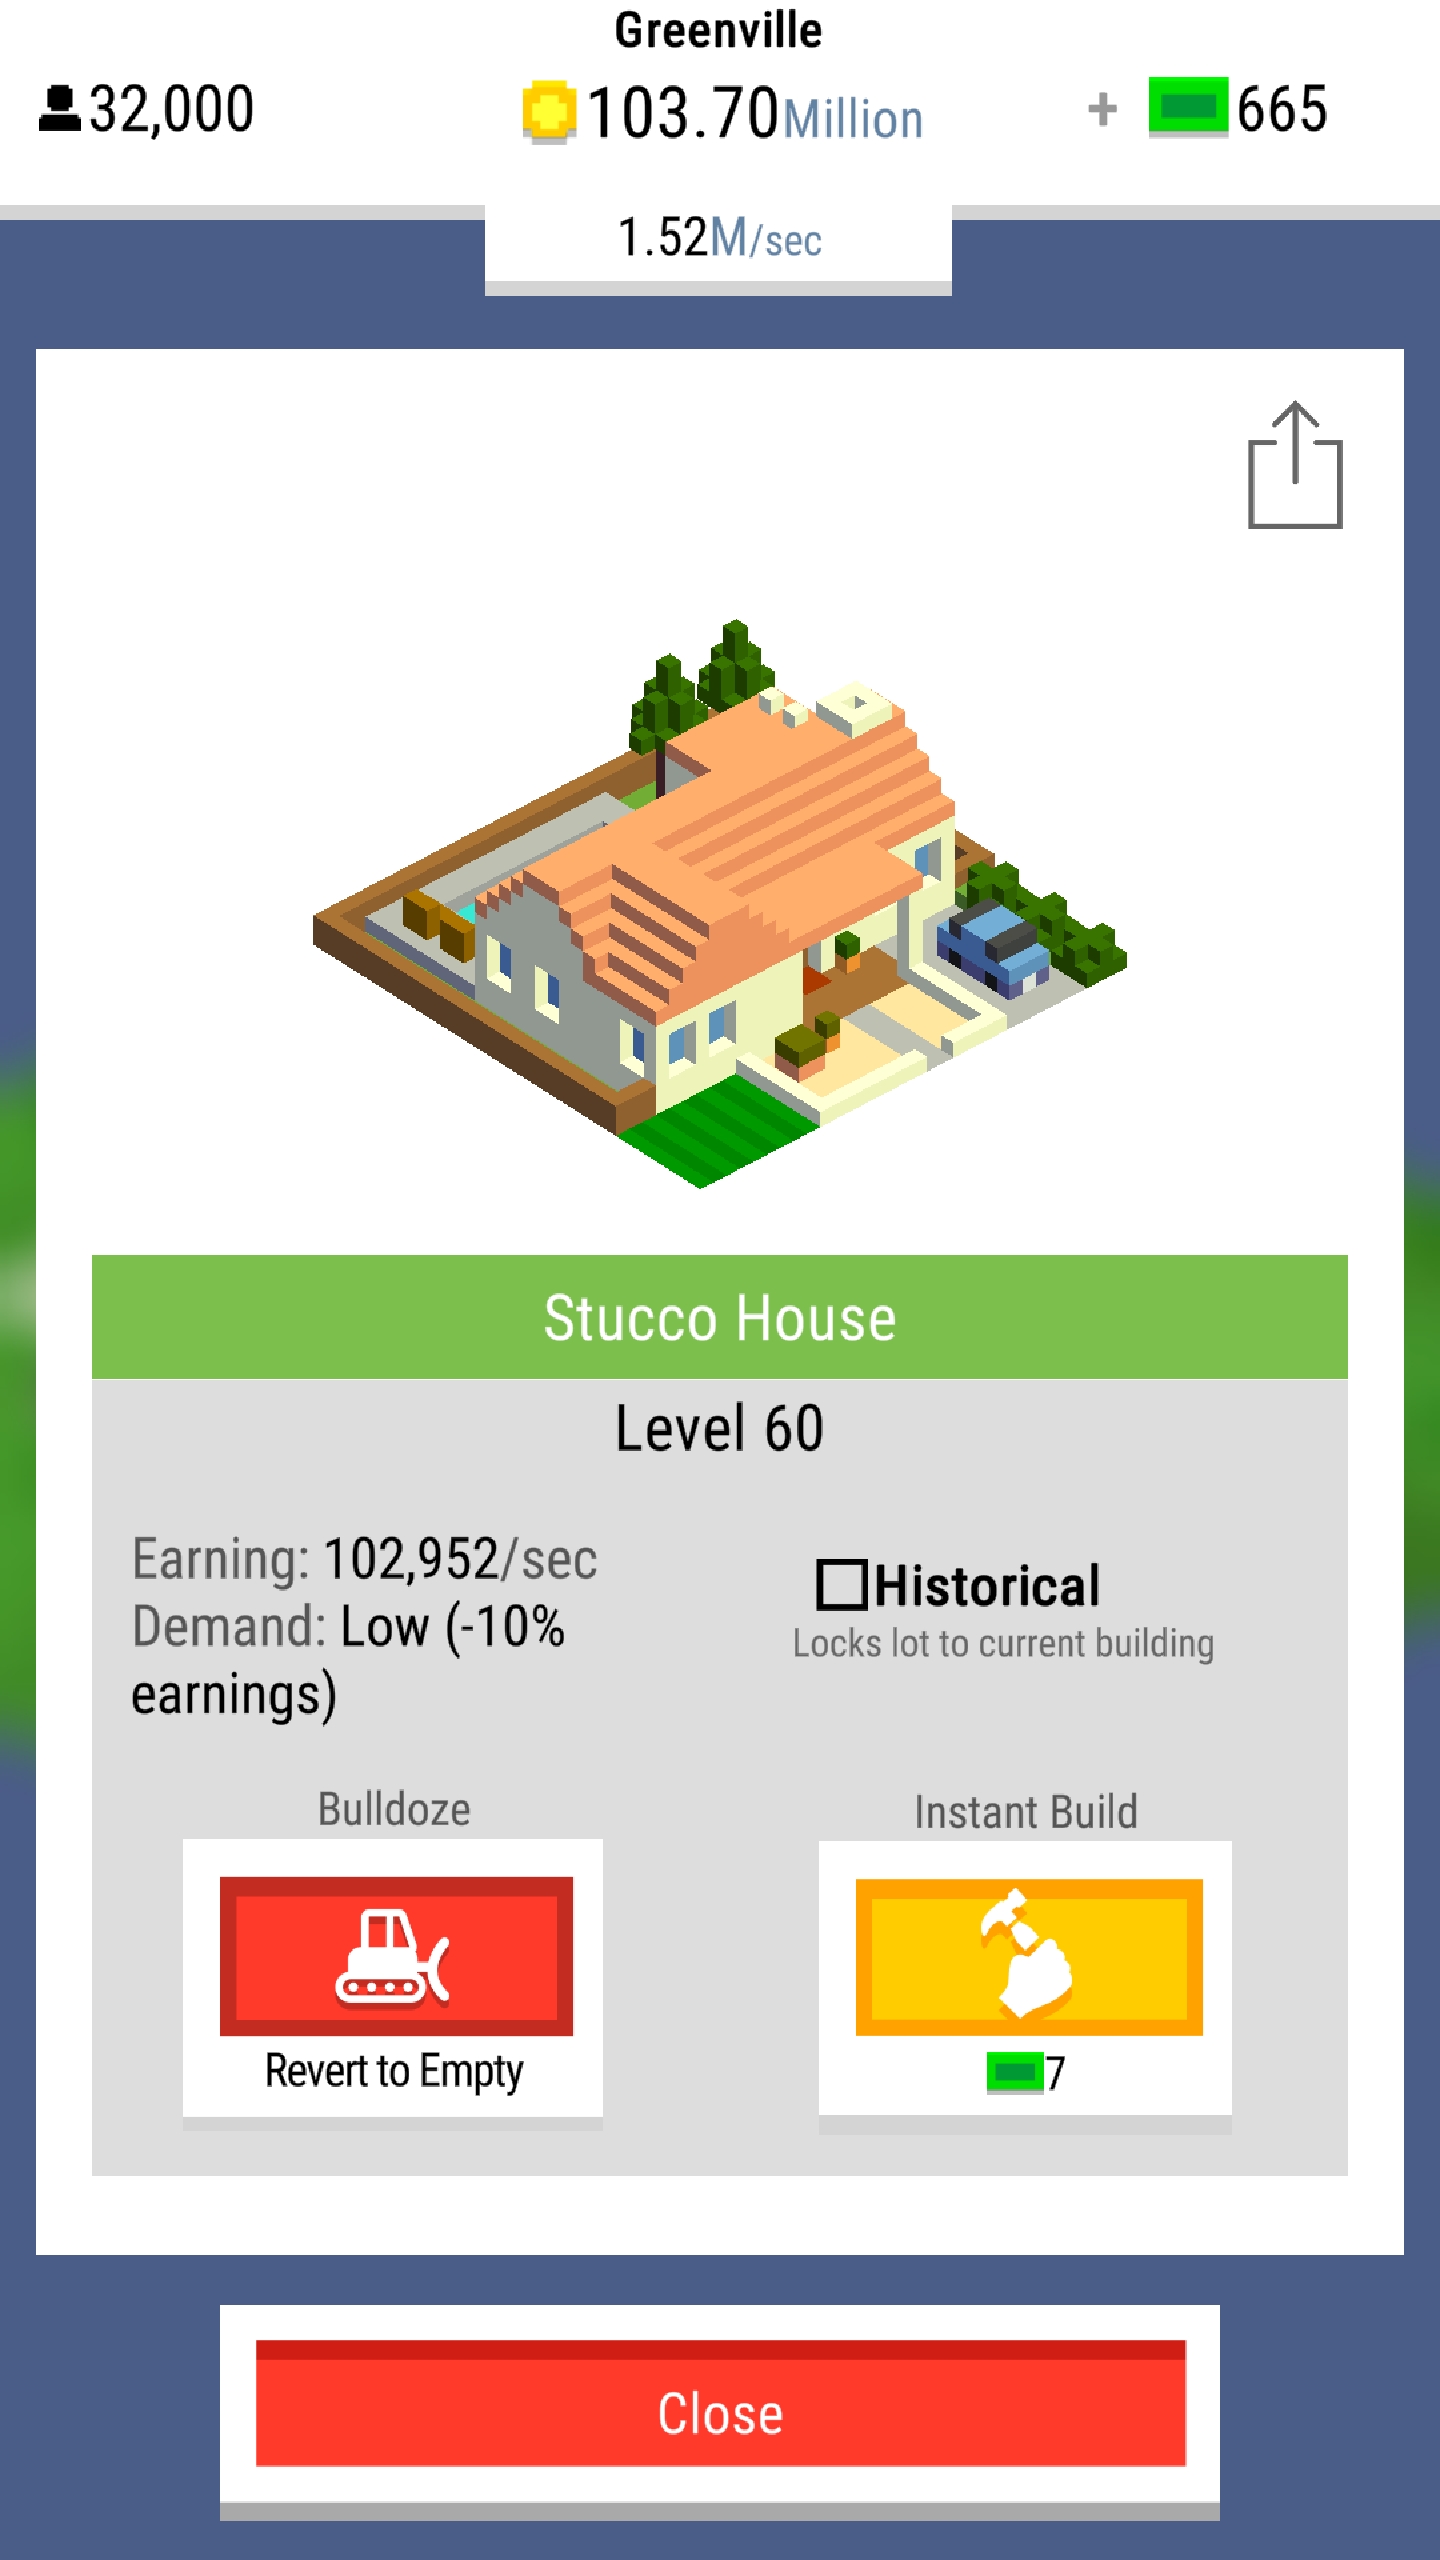 Greenville
32,000
103.70Million
+ 665
1.52M/sec
Stucco House
Level 60
Earning: 102,952/sec
Demand: Low (-10%
earnings)
Historical
Locks lot to current building
Bulldoze
Revert to Empty
Instant Build
7
Close